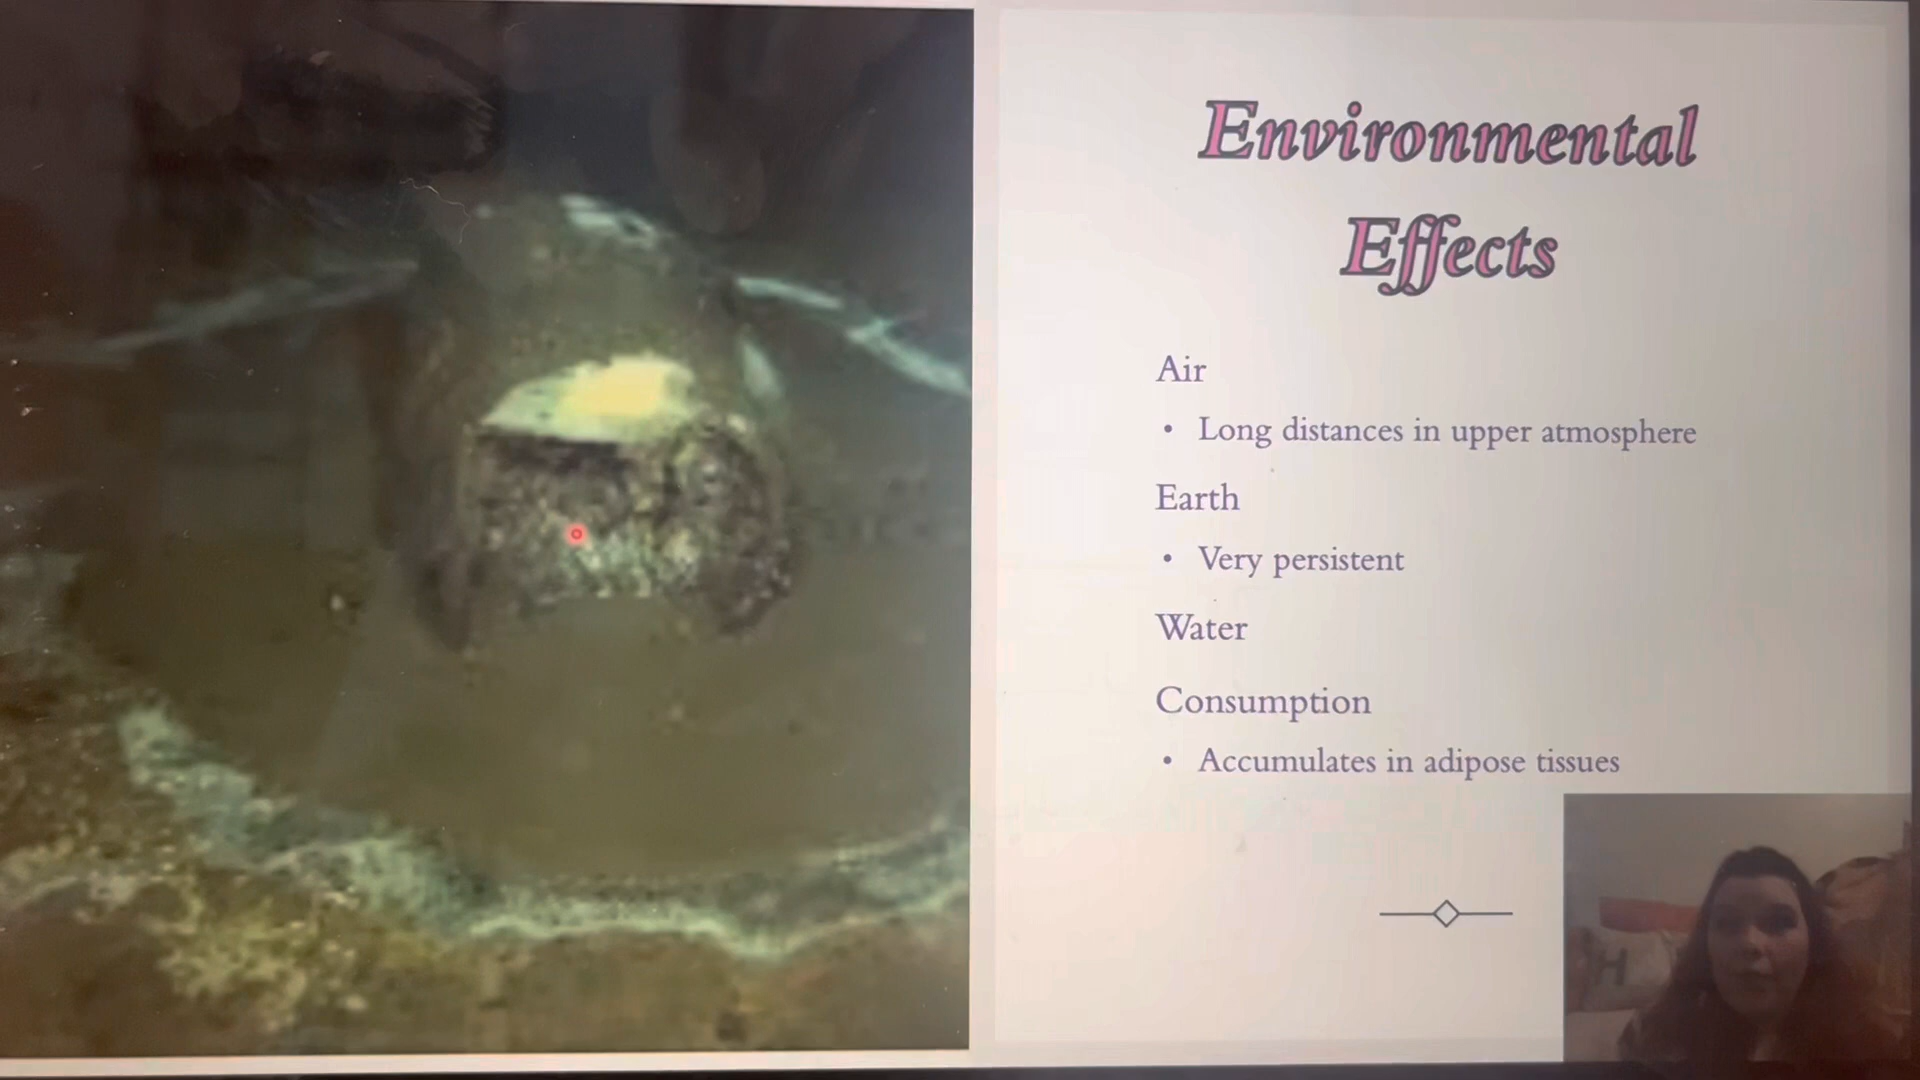 Environmental
Effects
Air
• Long distances in upper atmosphere
Earth
• Very persistent
Water
Consumption
• Accumulates in adipose tissues
H